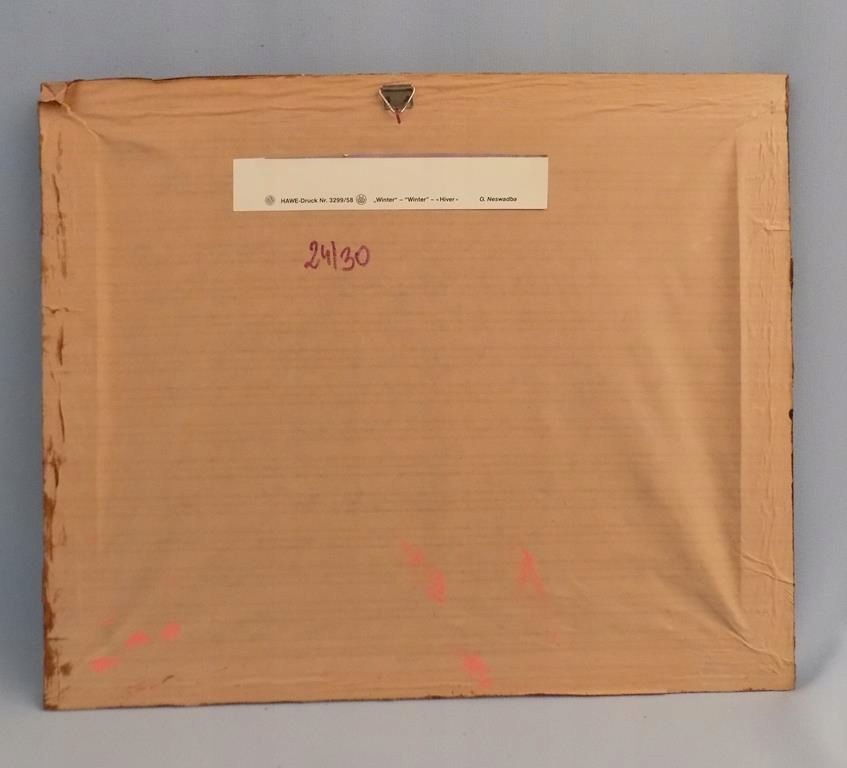 HAWE-Druck Nr. 3299/58 „Winter“ – “Winter” – «Hiver» G. Neswadba
24/30